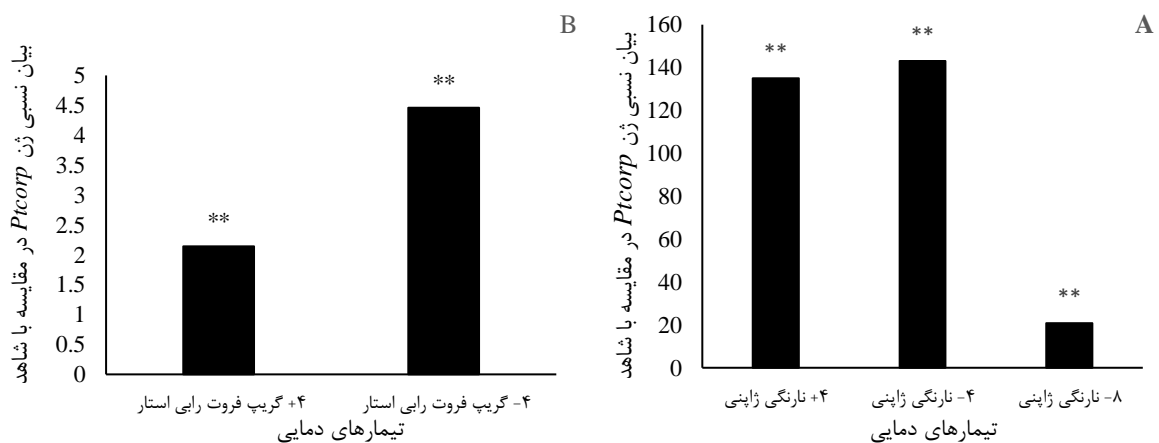 A
بیان نسبی ژن Ptcorp در مقایسه با شاهد
160
140
120
100
80
60
40
20
0
**
**
**
۴+ نارنگی ژاپنی
۴- نارنگی ژاپنی
۸- نارنگی ژاپنی
تیمارهای دمایی
B
بیان نسبی ژن Ptcorp در مقایسه با شاهد
5
4.5
4
3.5
3
2.5
2
1.5
1
0.5
0
**
**
۴+ گریپ فروت رابی استار
۴- گریپ فروت رابی استار
تیمارهای دمایی